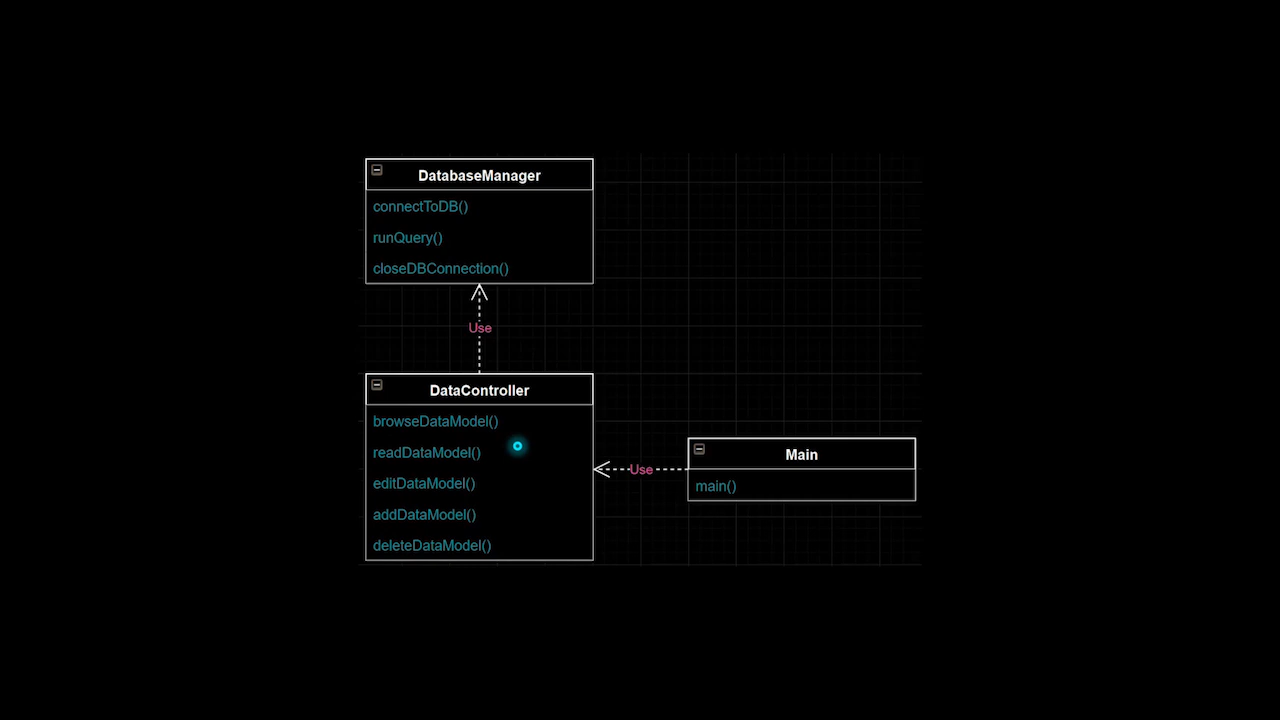 DatabaseManager
connectToDB()
runQuery()
closeDBConnection()
Use
DataController
browseDataModel()
readDataModel()
editDataModel()
addDataModel()
deleteDataModel()
Use
Main
main()